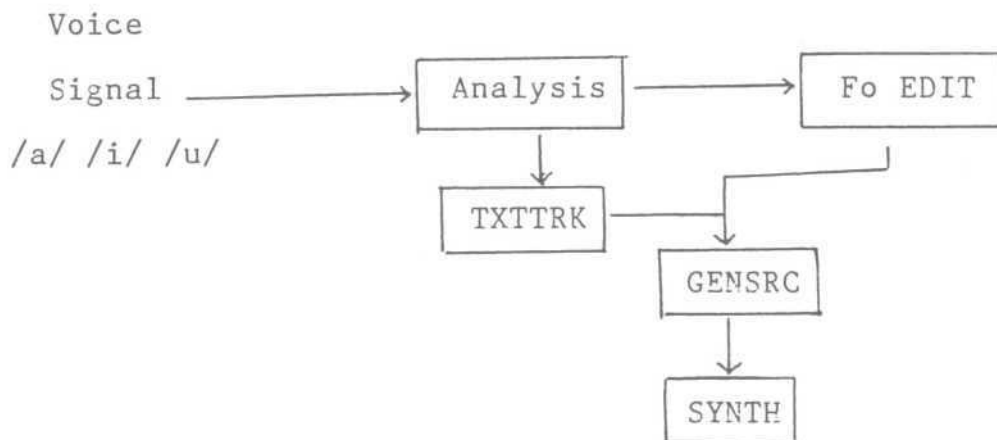 Voice
Signal
/a/ /i/ /u/
Analysis
Fo EDIT
TXTTRK
GENSRC
SYNTH